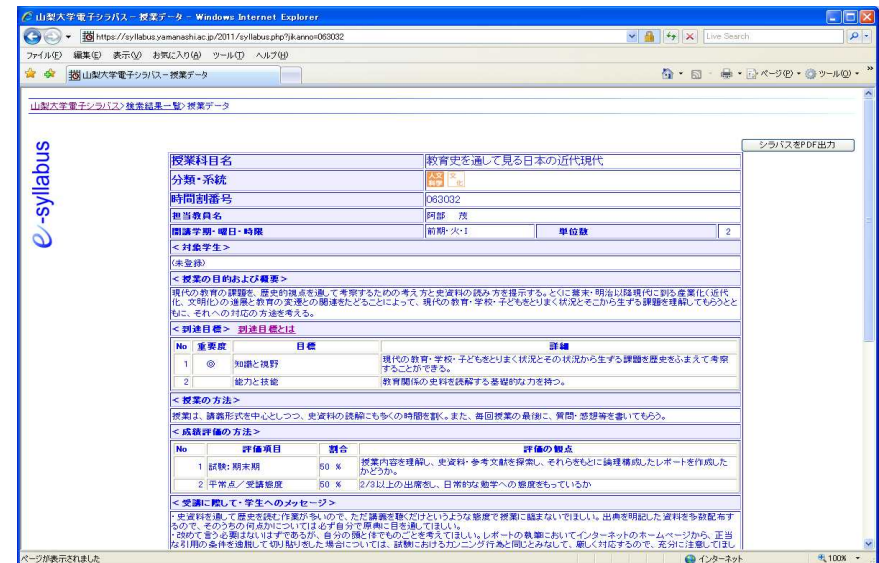 山梨大学電子シラバス - 授業データ - Windows Internet Explorer
https://syllabus.yamanashi.ac.jp/2011/syllabus.php?jikanno=063032
Live Search
ファイル(F) 編集(E) 表示(V) お気に入り(A) ツール(T) ヘルプ(H)
山梨大学電子シラバス - 授業データ
ページ(P) ツール(O)
山梨大学電子シラバス>検索結果一覧>授業データ
シラバスをPDF出力
e-syllabus
授業科目名 教育史を通して見る日本の近代現代
分類・系統 人文科学 文化
時間割番号 063032
担当教員名 阿部 茂
開講学期・曜日・時限 前期・火・I 単位数 2
<対象学生>
(未登録)
<授業の目的および概要>
現代の教育の課題を、歴史的視点を通して考察するための考え方と史資料の読み方を提示する。とくに幕末・明治以降現代に到る産業化(近代
化、文明化)の進展と教育の変遷との関連をたどることによって、現代の教育・学校・子どもをとりまく状況とそこから生ずる課題を理解してもらうとと
もに、それへの対応の方途を考える。
<到達目標> 到達目標とは
No 重要度 目標 詳細
1 ◎ 知識と視野 現代の教育・学校・子どもをとりまく状況とその状況から生ずる課題を歴史をふまえて考察
することができる。
2 能力と技能 教育関係の史料を読解する基礎的な力を持つ。
<授業の方法>
授業は、講義形式を中心としつつ、史資料の読解にも多くの時間を割く。また、毎回授業の最後に、質問・感想等を書いてもらう。
<成績評価の方法>
No 評価項目 割合 評価の観点
1 試験:期末期 50 % 授業内容を理解し、史資料・参考文献を探索し、それらをもとに論理構成したレポートを作成した
かどうか。
2 平常点/受講態度 50 % 2/3以上の出席をし、日常的な勉学への態度をもっているか
<受講に際して・学生へのメッセージ>
・史資料を通して歴史を読む作業が多いので、ただ講義を聴くだけというような態度で授業に臨まないでほしい。出典を明記した資料を多数配布す
るので、そのうちの何点かについては必ず自分で原典に目を通してほしい。
・改めて言う必要はないはずであるが、自分の頭と体でものごとを考えてほしい。レポートの執筆においてインターネットのホームページから、正当
な引用の条件を逸脱して切り貼りをした場合については、試験におけるカンニング行為と同じとみなして、厳しく対応するので、充分に注意してほし
ページが表示されました インターネット 100%